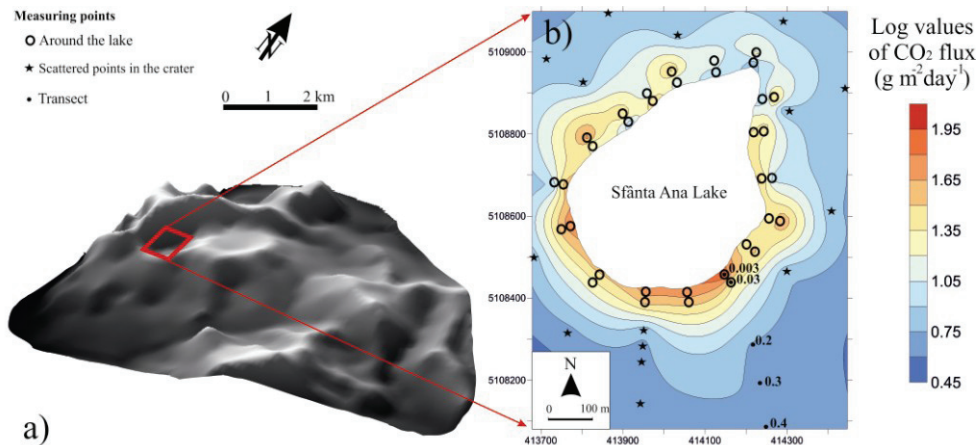 Measuring points
Around the lake
Scattered points in the crater
Transect
N
0 1 2 km
a)
b)
5109000
5108800
5108600
5108400
5108200
413700 413900 414100 414300
Sfânta Ana Lake
0.003
0.03
0.2
0.3
0.4
N
0 100 m
Log values
of CO₂ flux
(g m⁻²day⁻¹)
1.95
1.65
1.35
1.05
0.75
0.45